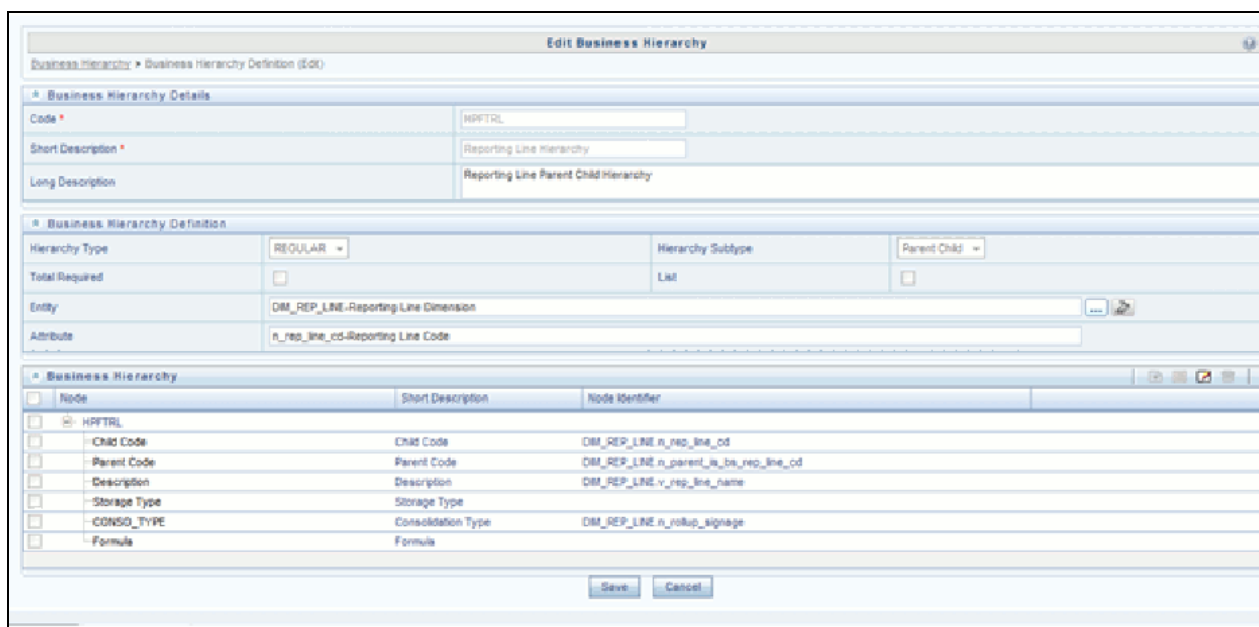 Edit Business Hierarchy
Business Hierarchy > Business Hierarchy Definition (Edit)
Business Hierarchy Details
Code *
HPFTRL
Short Description *
Reporting Line Hierarchy
Long Description
Reporting Line Parent Child Hierarchy
Business Hierarchy Definition
Hierarchy Type
REGULAR
Hierarchy Subtype
Parent Child
Total Required
List
Entity
DIM_REP_LINE-Reporting Line Dimension
...
Attribute
n_rep_line_cd-Reporting Line Code
Business Hierarchy
Node Short Description Node Identifier
HPFTRL
Child Code Child Code DIM_REP_LINE.n_rep_line_cd
Parent Code Parent Code DIM_REP_LINE.n_parent_is_bs_rep_line_cd
Description Description DIM_REP_LINE.v_rep_line_name
Storage Type Storage Type
CONSO_TYPE Consolidation Type DIM_REP_LINE.n_rollup_signage
Formula Formula
Save Cancel